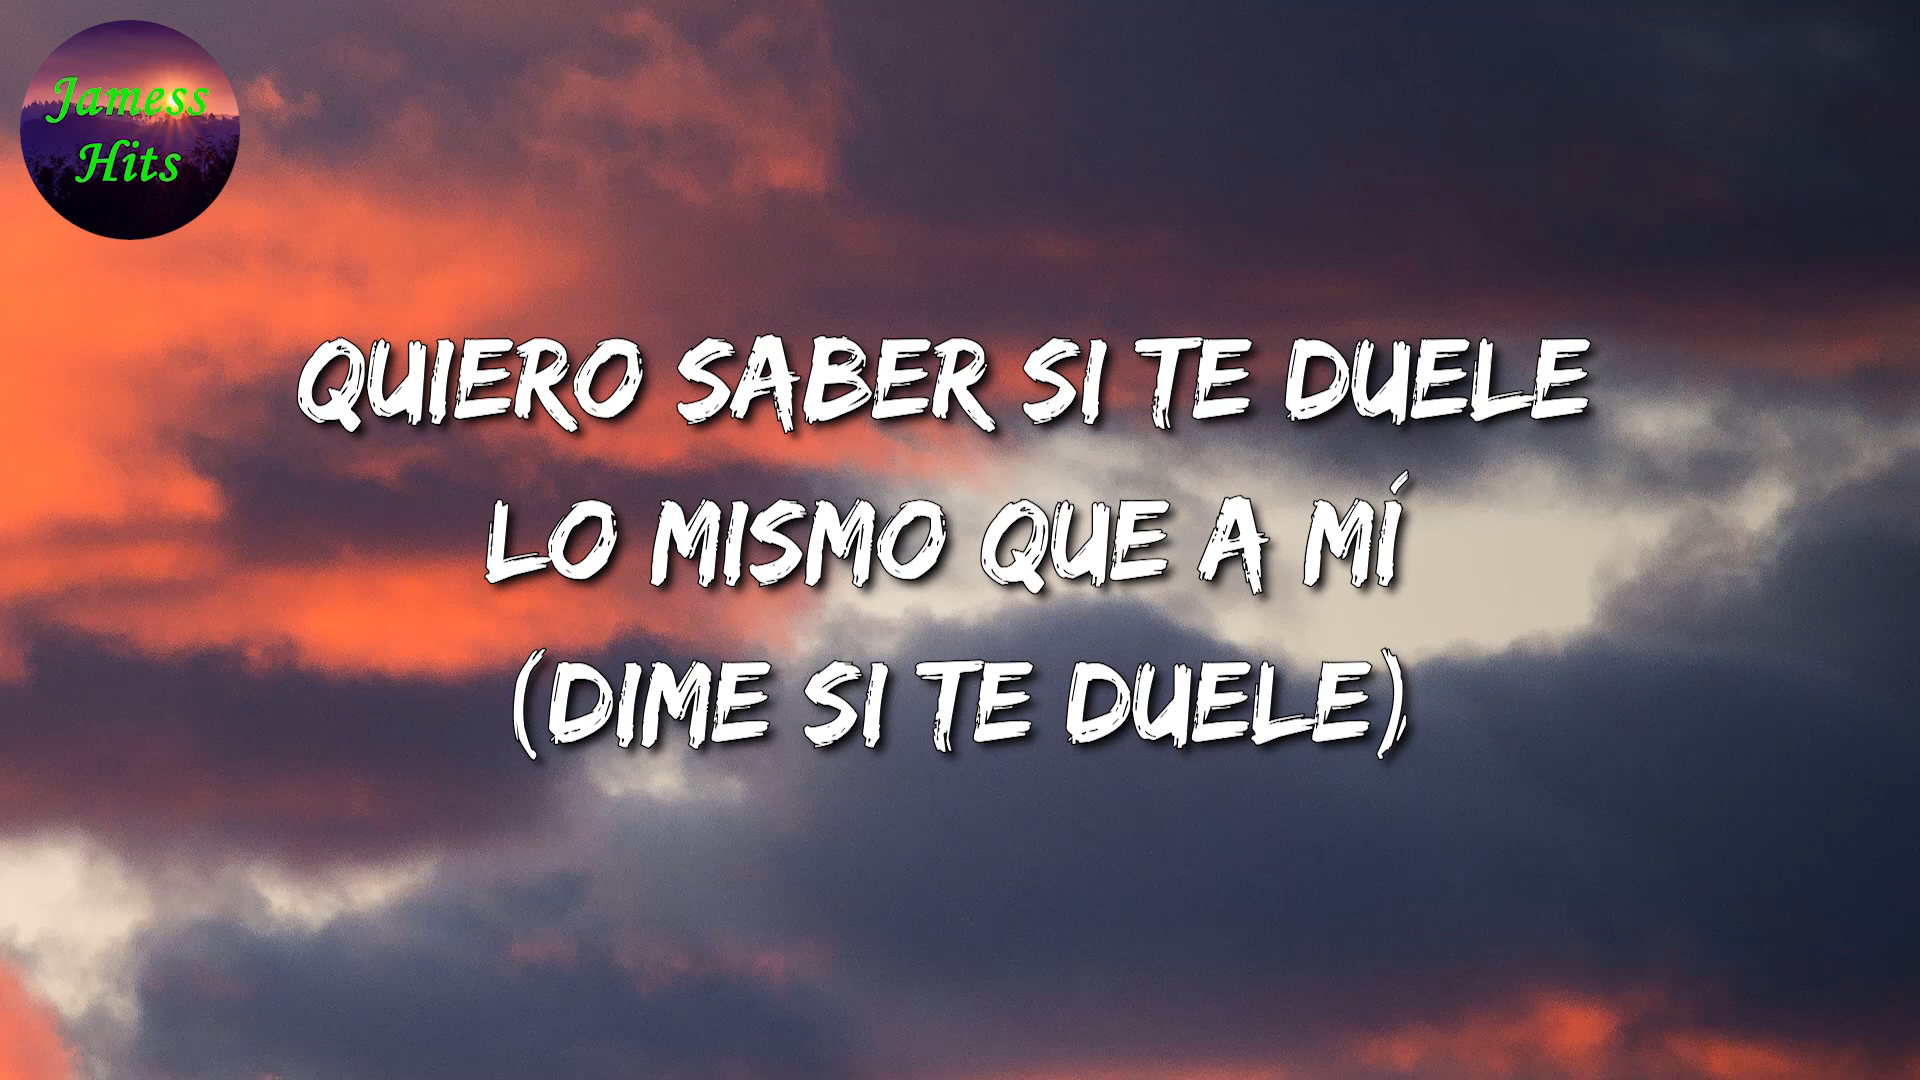 Jamess
Hits
QUIERO SABER SI TE DUELE
LO MISMO QUE A MÍ
(DIME SI TE DUELE)